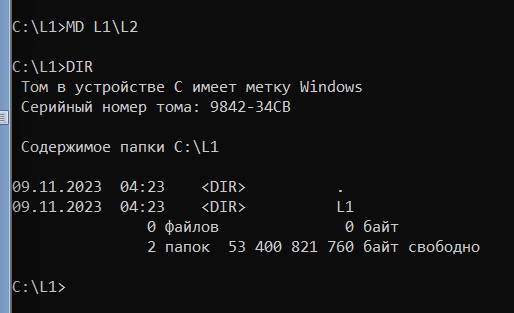 C:\L1>MD L1\L2
C:\L1>DIR
Том в устройстве C имеет метку Windows
Серийный номер тома: 9842-34CB
Содержимое папки C:\L1
09.11.2023  04:23    <DIR>          .
09.11.2023  04:23    <DIR>          L1
0 файлов              0 байт
2 папок  53 400 821 760 байт свободно
C:\L1>